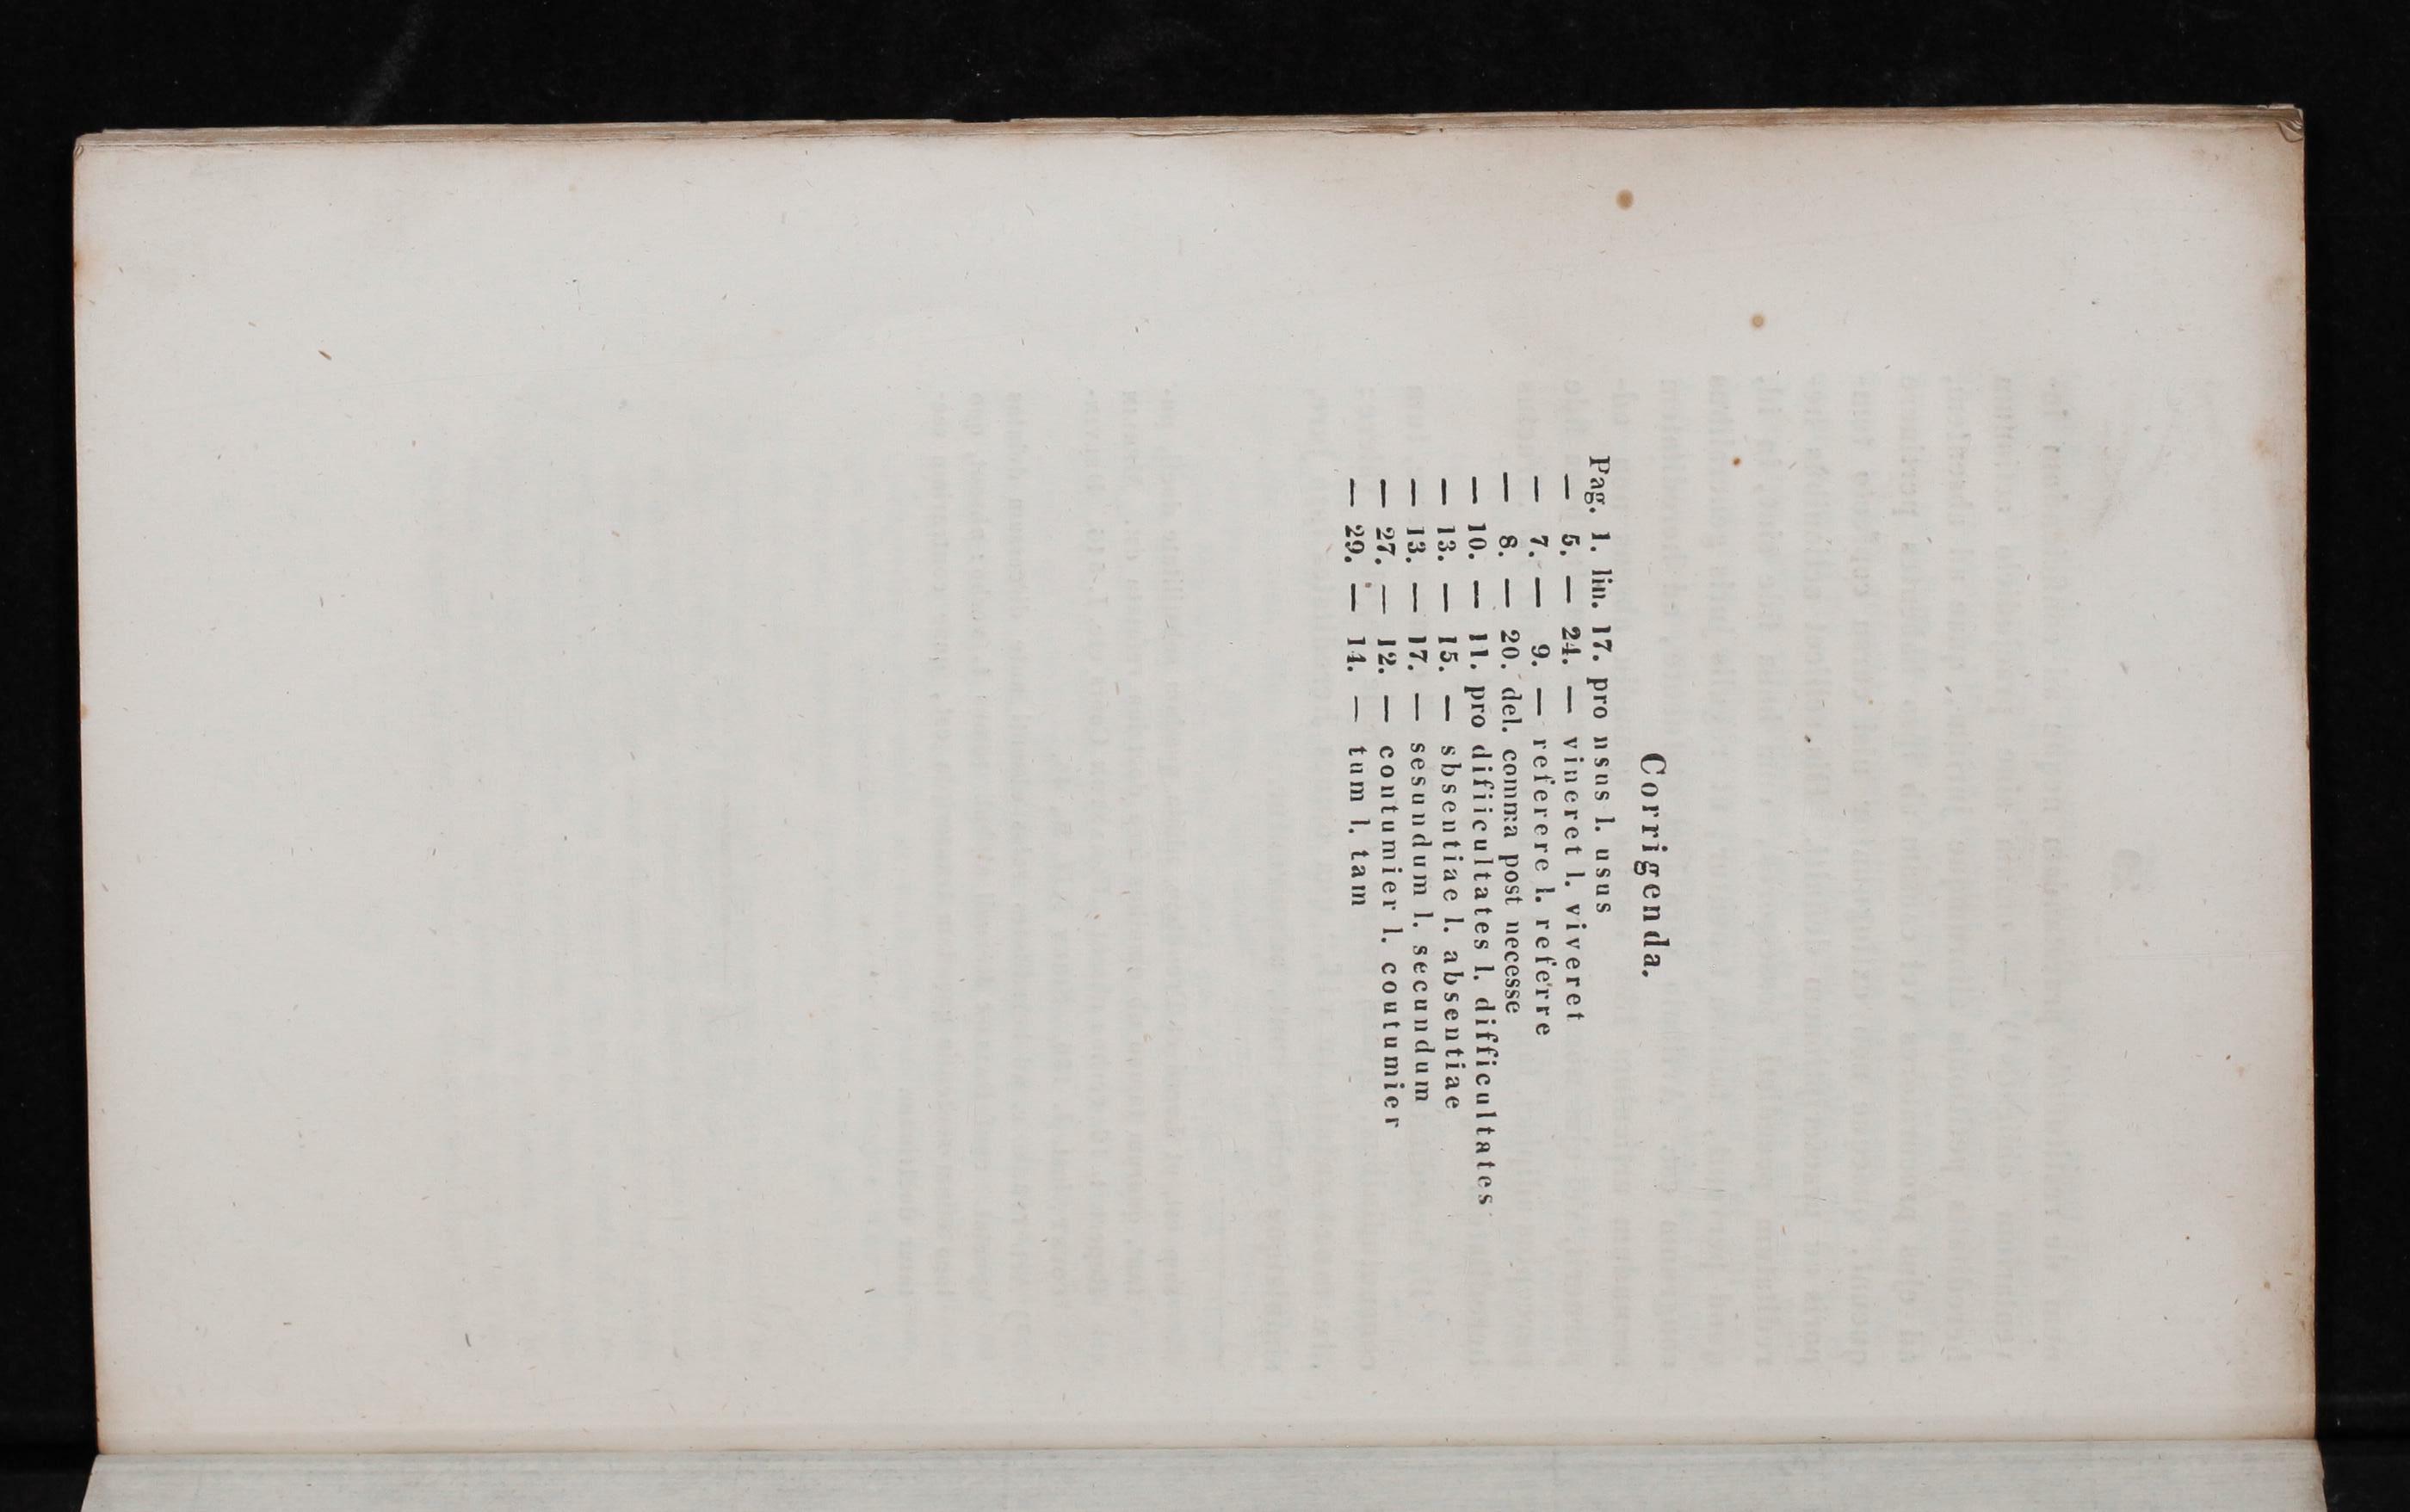 Corrigenda.
Pag. 1. lin. 17. pro nsus l. usus
— 5. — 24. — vineret l. viveret
— 7. — 9. — referere l. referre
— 8. — 20. del. comma post necesse
— 10. — 11. pro difiicultates l. difficultates
— 13. — 15. — sbsentiae l. absentiae
— 13. — 17. — sesundum l. secundum
— 27. — 12. — contumier l. coutumier
— 29. — 14. — tum l. tam